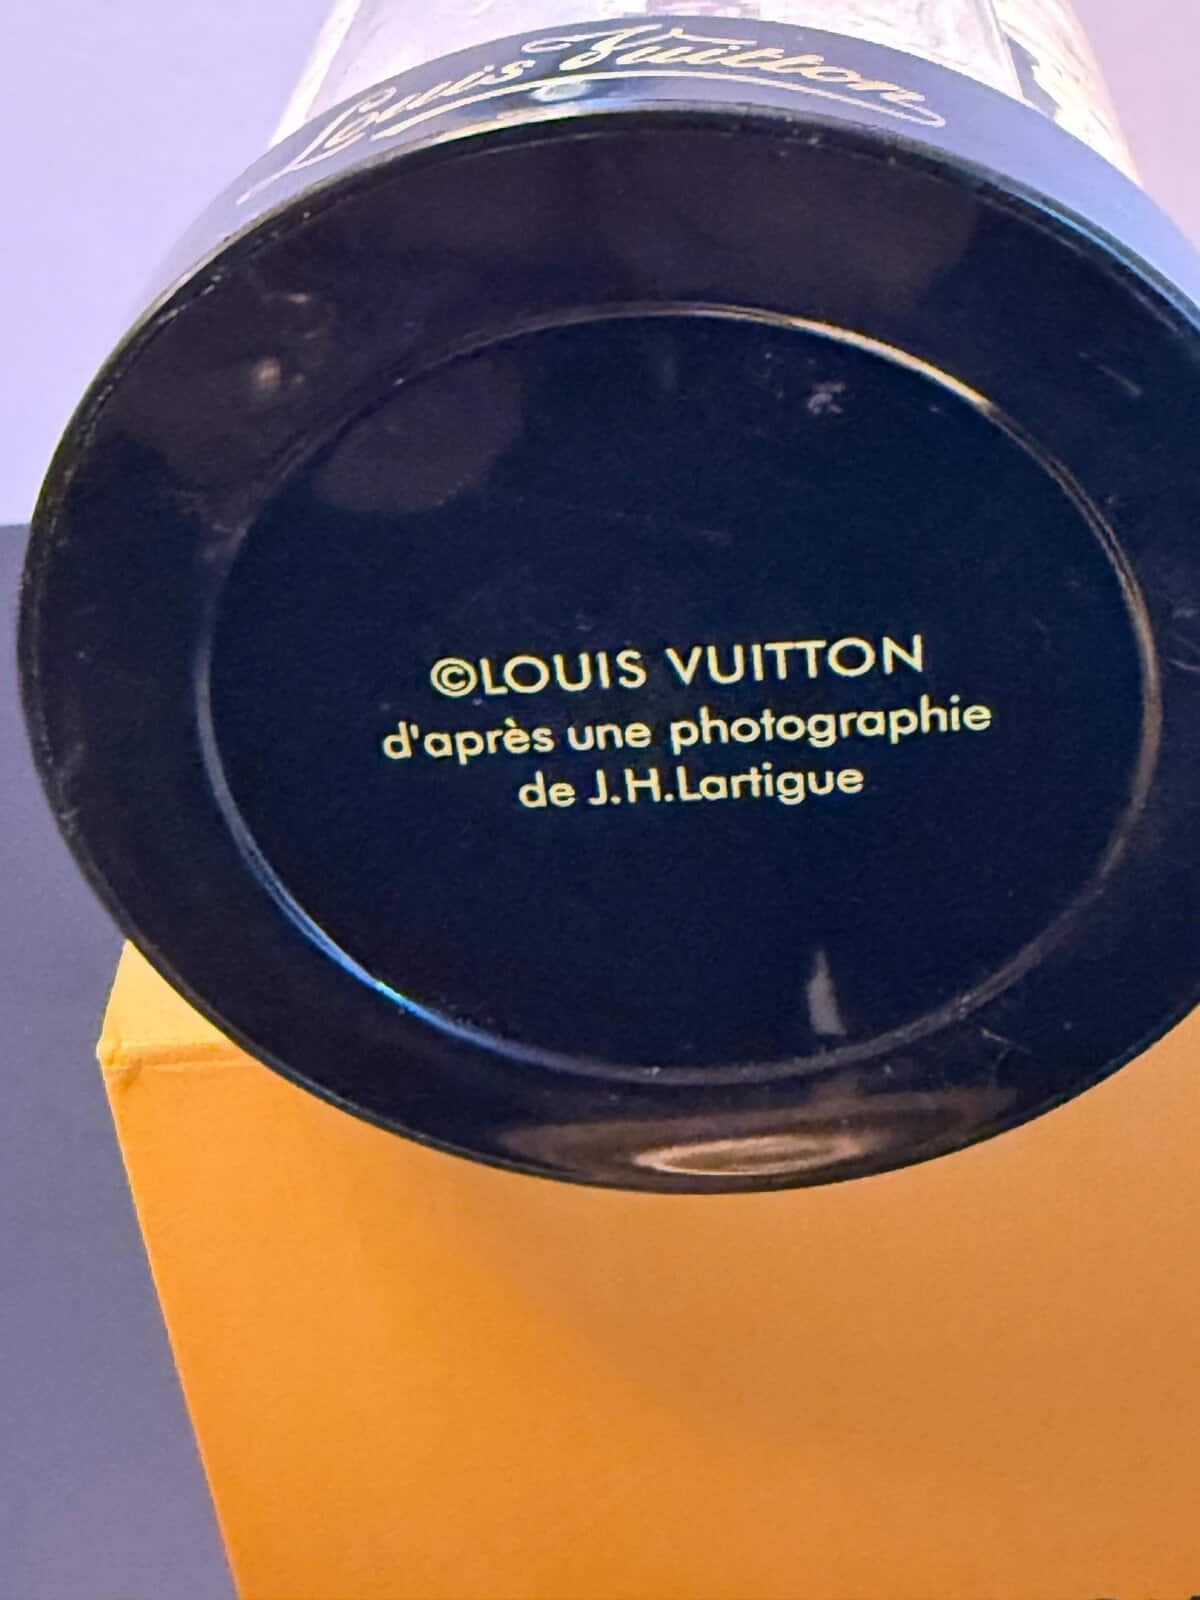 Louis Vuitton
©LOUIS VUITTON
d'après une photographie
de J.H.Lartigue